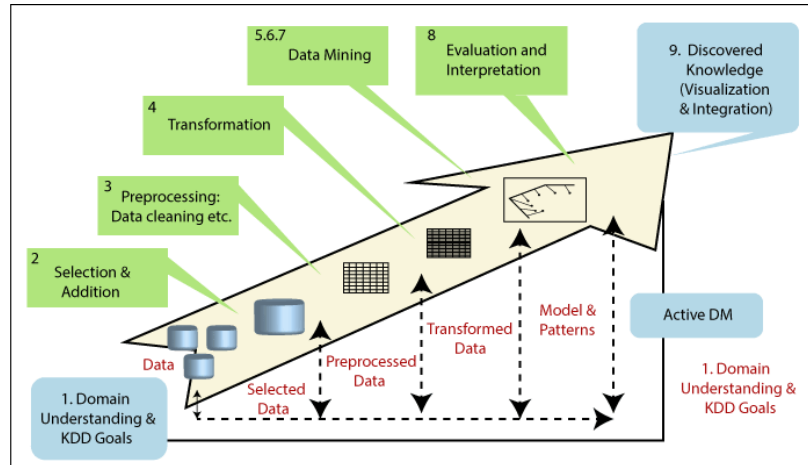 5.6.7
Data Mining
8
Evaluation and
Interpretation
9. Discovered
Knowledge
(Visualization
& Integration)
4
Transformation
3
Preprocessing:
Data cleaning etc.
2
Selection &
Addition
Data
Selected
Data
Preprocessed
Data
Transformed
Data
Model &
Patterns
Active DM
1. Domain
Understanding &
KDD Goals
1. Domain
Understanding &
KDD Goals